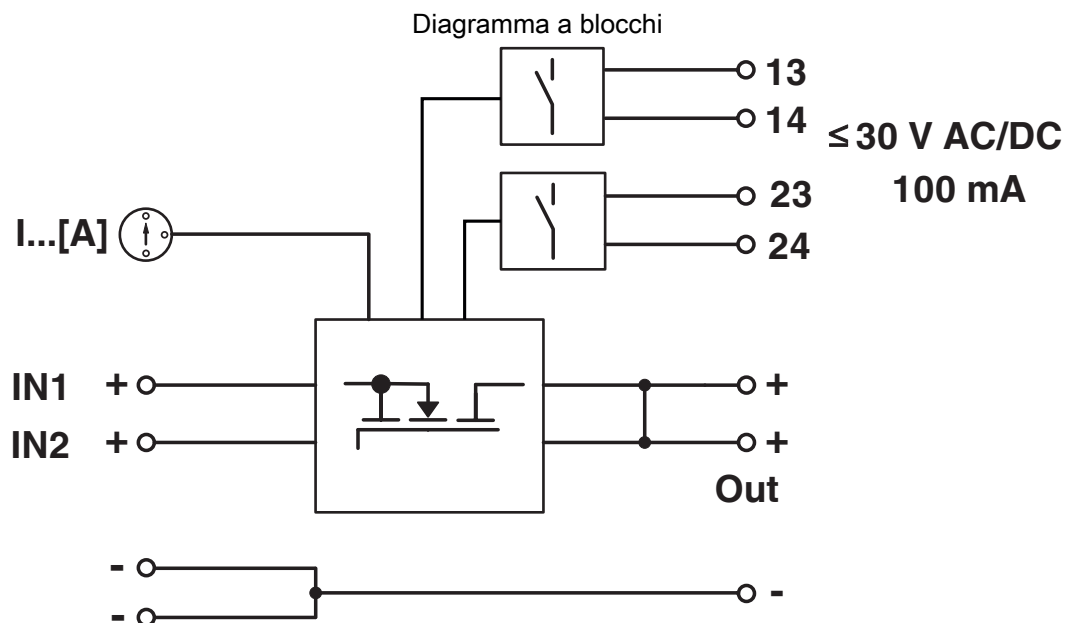 Diagramma a blocchi
13
14
≤ 30 V AC/DC
100 mA
23
24
I...[A]
IN1 +
IN2 +
+
+
Out
-
-
-